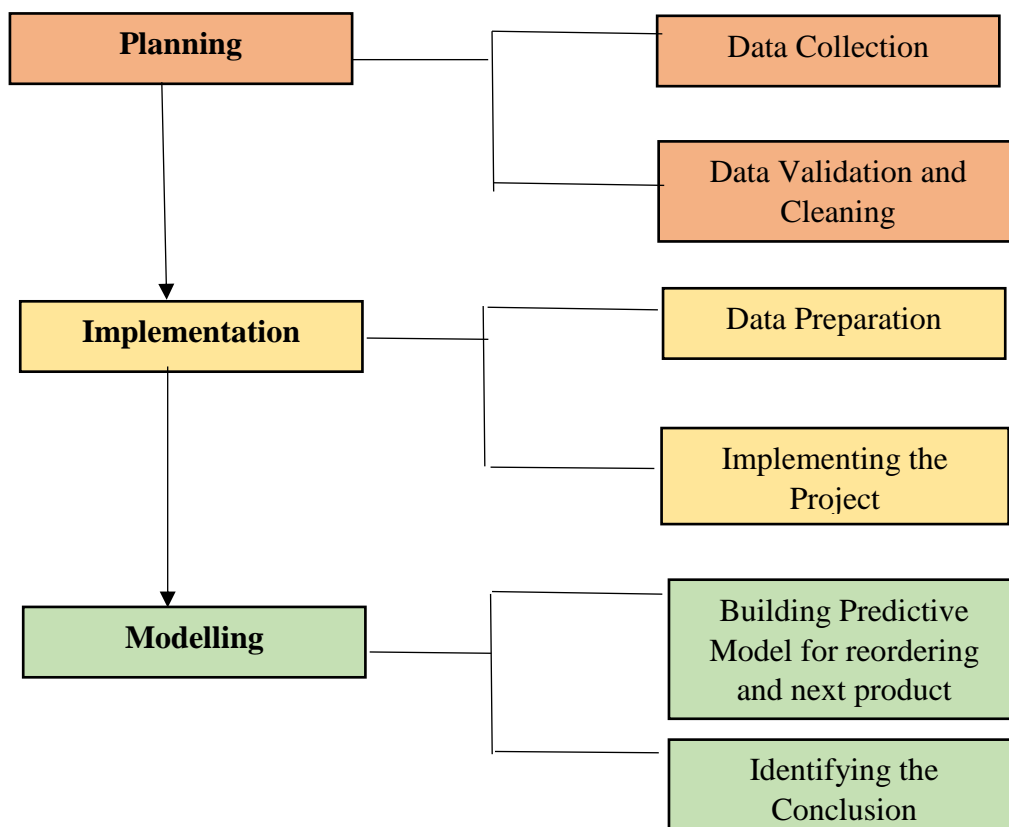 Planning
Data Collection
Data Validation and
Cleaning
Implementation
Data Preparation
Implementing the
Project
Modelling
Building Predictive
Model for reordering
and next product
Identifying the
Conclusion